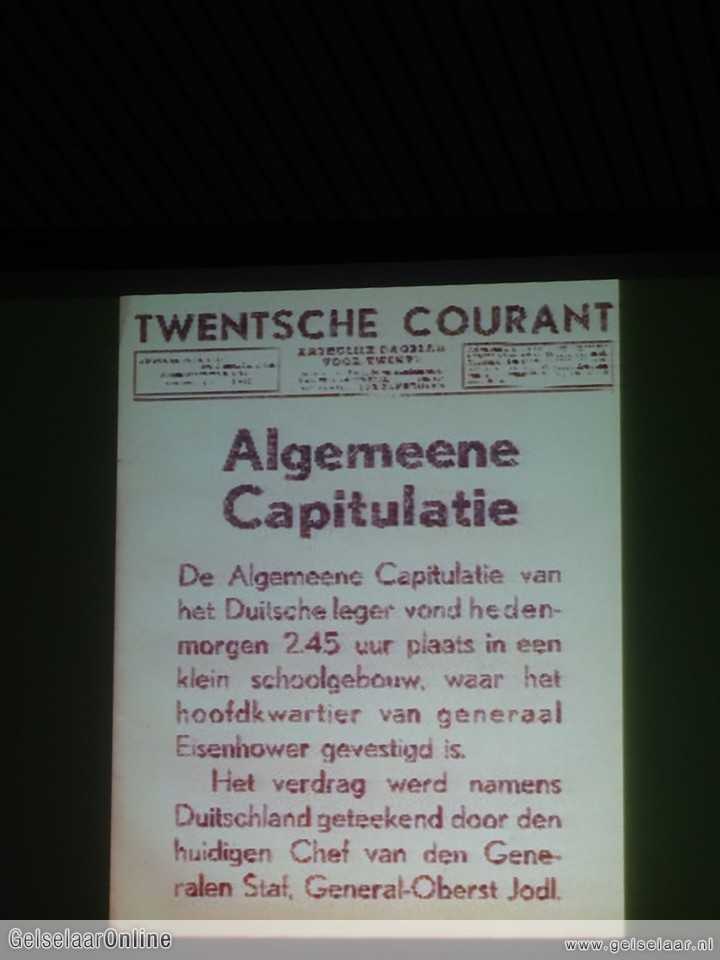 TWENTSCHE COURANT
VOOR TWENTE
Algemeene
Capitulatie
De Algemeene Capitulatie van
het Duitsche leger vond heden-
morgen 2.45 uur plaats in een
klein schoolgebouw, waar het
hoofdkwartier van generaal
Eisenhower gevestigd is.
Het verdrag werd namens
Duitschland geteekend door den
huidigen Chef van den Gene-
ralen Staf, General-Oberst Jodl.
GelselaarOnline
www.gelselaar.nl